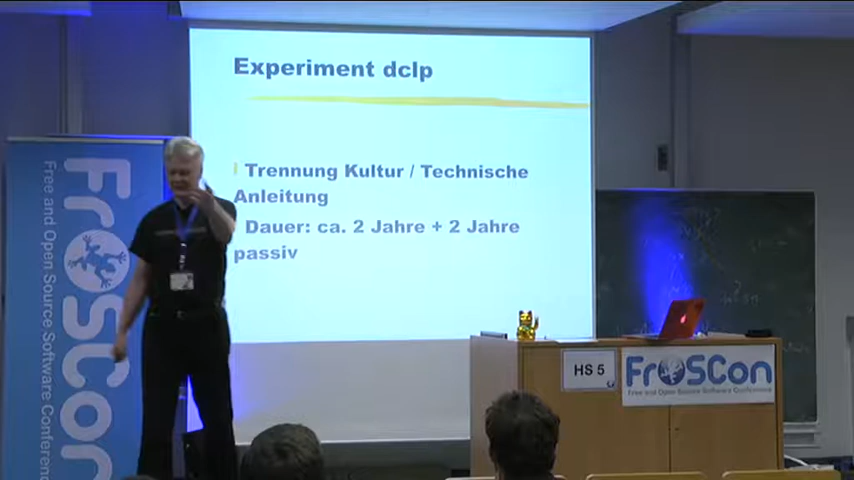 Experiment dclp
Trennung Kultur / Technische
Anleitung
Dauer: ca. 2 Jahre + 2 Jahre
passiv
FrOSCon
Free and Open Source Software Conference
HS 5
FrOSCon
Free and Open Source Software Conference